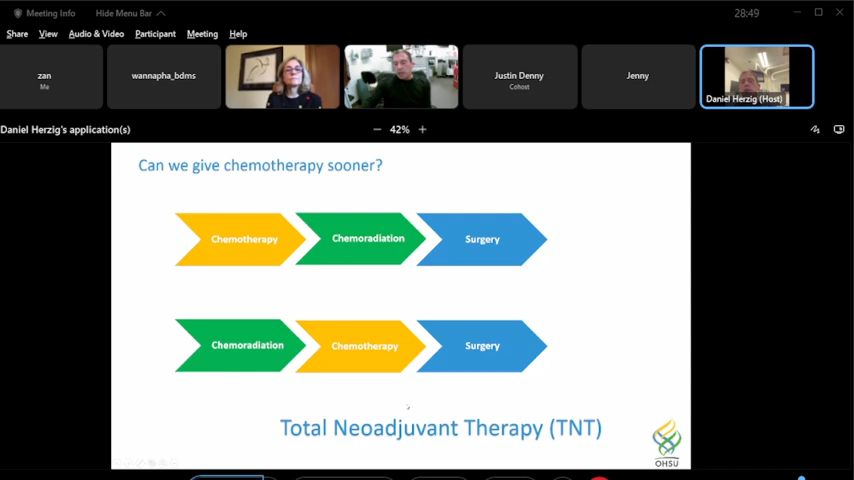 Meeting Info Hide Menu Bar 28:49
Share View Audio & Video Participant Meeting Help
zan
Me
wannapha_bdms
Justin Denny
Cohost
Jenny
Daniel Herzig (Host)
Daniel Herzig's application(s) 42%
Can we give chemotherapy sooner?
Chemotherapy Chemoradiation Surgery
Chemoradiation Chemotherapy Surgery
Total Neoadjuvant Therapy (TNT)
OHSU